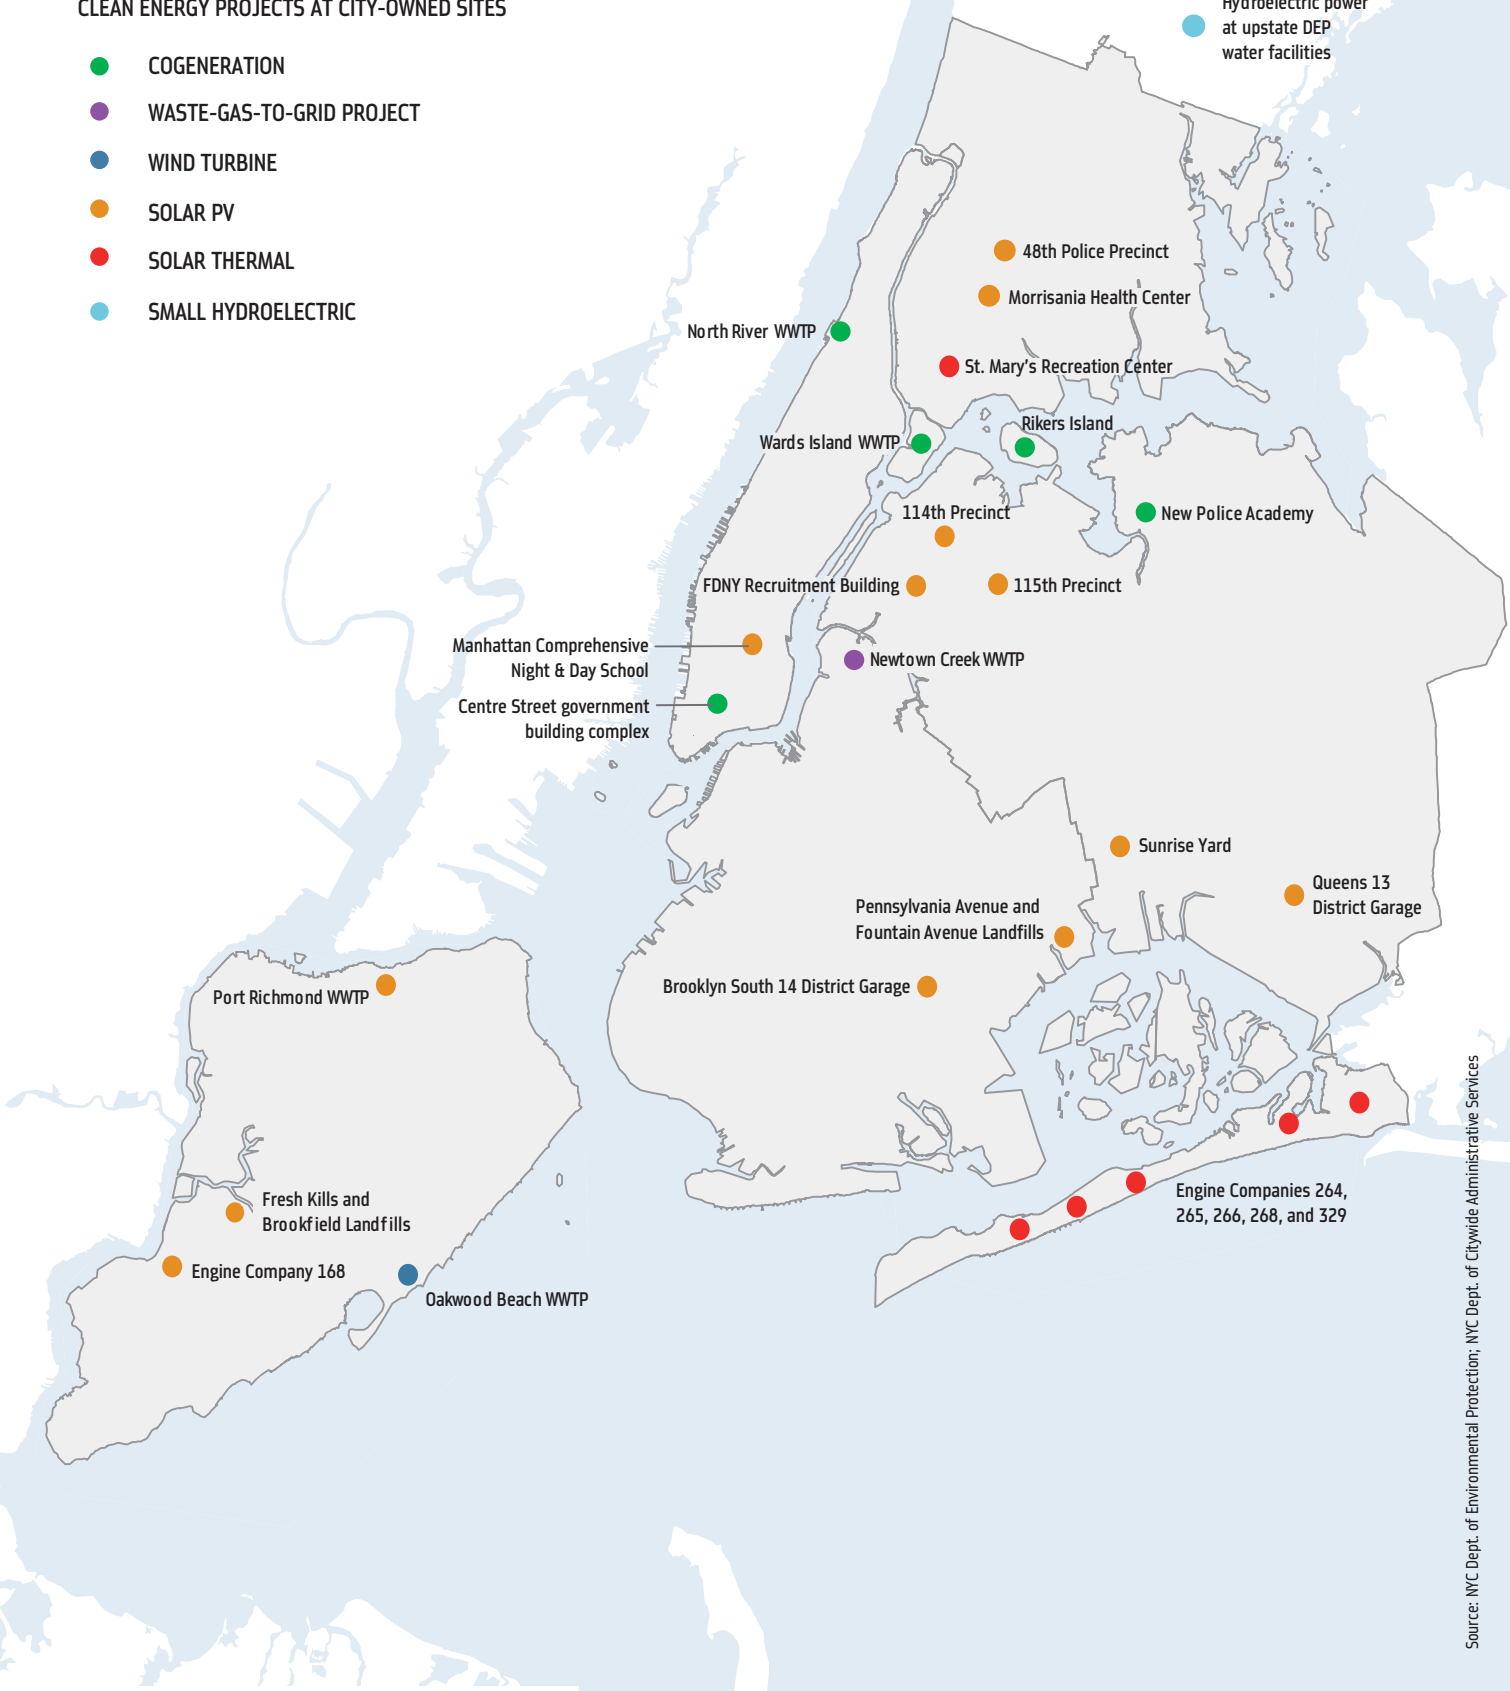 CLEAN ENERGY PROJECTS AT CITY-OWNED SITES
COGENERATION
WASTE-GAS-TO-GRID PROJECT
WIND TURBINE
SOLAR PV
SOLAR THERMAL
SMALL HYDROELECTRIC
Hydroelectric power
at upstate DEP
water facilities
48th Police Precinct
Morrisania Health Center
North River WWTP
St. Mary's Recreation Center
Rikers Island
Wards Island WWTP
114th Precinct
New Police Academy
FDNY Recruitment Building
115th Precinct
Manhattan Comprehensive
Night & Day School
Newtown Creek WWTP
Centre Street government
building complex
Sunrise Yard
Queens 13
District Garage
Pennsylvania Avenue and
Fountain Avenue Landfills
Brooklyn South 14 District Garage
Port Richmond WWTP
Engine Companies 264,
265, 266, 268, and 329
Fresh Kills and
Brookfield Landfills
Engine Company 168
Oakwood Beach WWTP
Source: NYC Dept. of Environmental Protection; NYC Dept. of Citywide Administrative Services